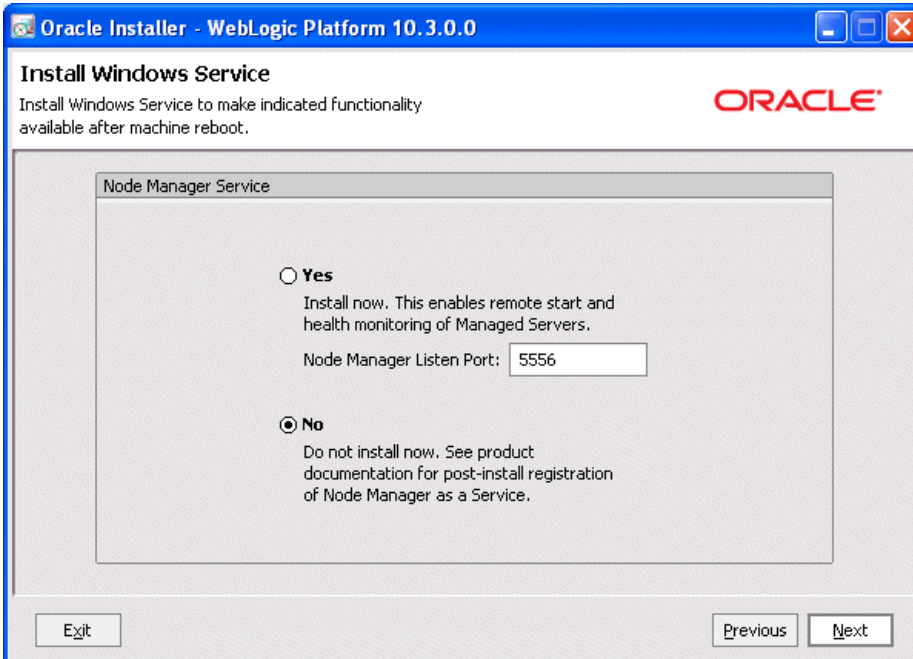 Oracle Installer - WebLogic Platform 10.3.0.0
Install Windows Service
Install Windows Service to make indicated functionality
available after machine reboot.
ORACLE
Node Manager Service
Yes
Install now. This enables remote start and
health monitoring of Managed Servers.
Node Manager Listen Port: 5556
No
Do not install now. See product
documentation for post-install registration
of Node Manager as a Service.
Exit Previous Next